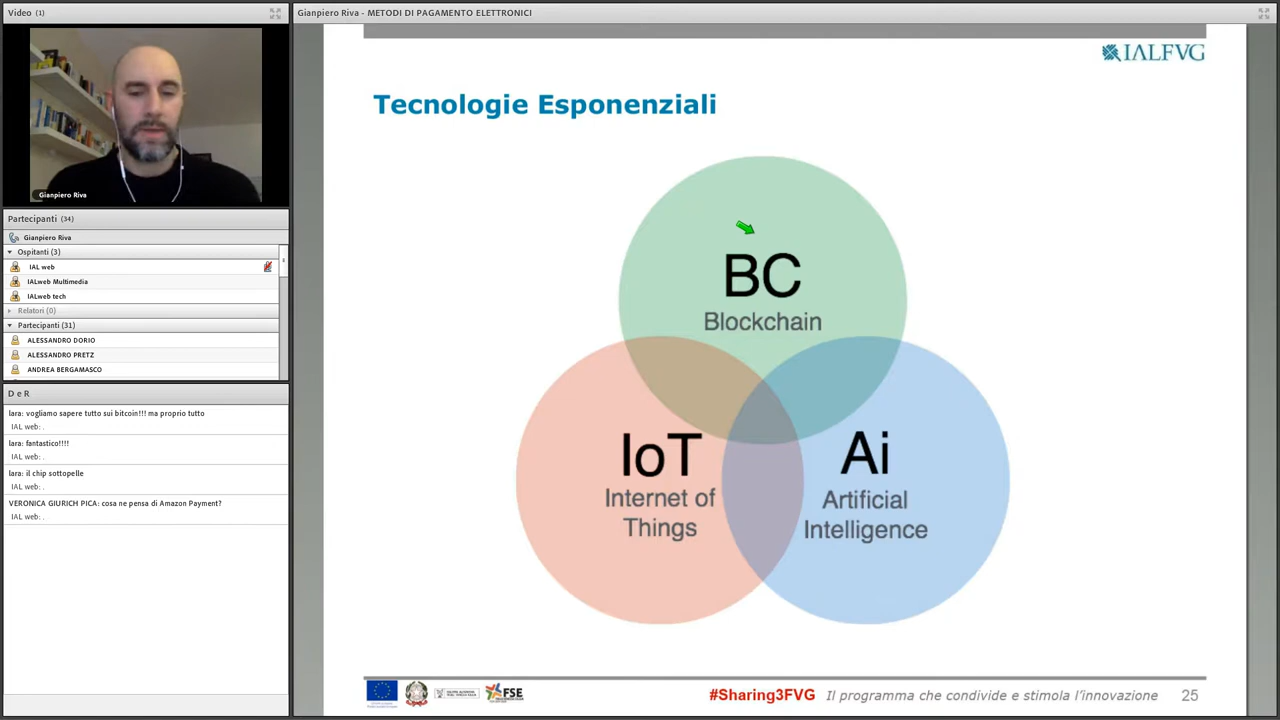 Video (1)
Gianpiero Riva - METODI DI PAGAMENTO ELETTRONICI
Gianpiero Riva
Partecipanti (34)
Gianpiero Riva
Ospitanti (3)
IAL web
IALweb Multimedia
IALweb tech
Relatori (0)
Partecipanti (31)
ALESSANDRO DORIO
ALESSANDRO PRETZ
ANDREA BERGAMASCO
D e R
lara: vogliamo sapere tutto sui bitcoin!!! ma proprio tutto
IAL web: .
lara: fantastico!!!!
IAL web: .
lara: il chip sottopelle
IAL web: .
VERONICA GIURICH PICA: cosa ne pensa di Amazon Payment?
IAL web: .
IALFVG
Tecnologie Esponenziali
BC
Blockchain
IoT
Internet of
Things
Ai
Artificial
Intelligence
FSE
#Sharing3FVG Il programma che condivide e stimola l'innovazione 25